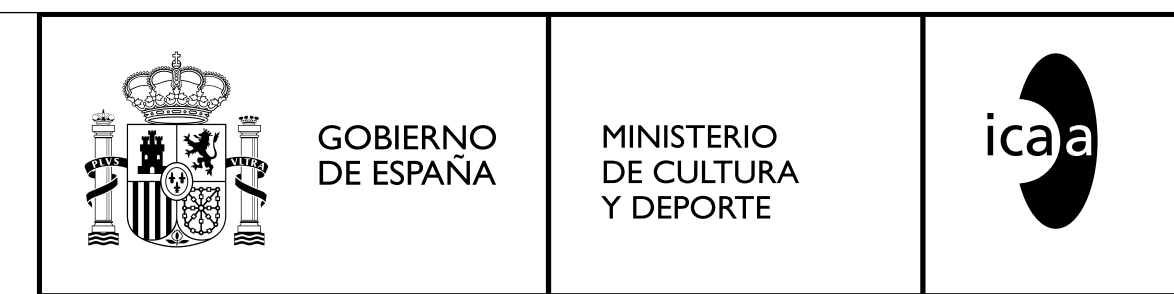 PLVS VLTRA
GOBIERNO
DE ESPAÑA
MINISTERIO
DE CULTURA
Y DEPORTE
icaa